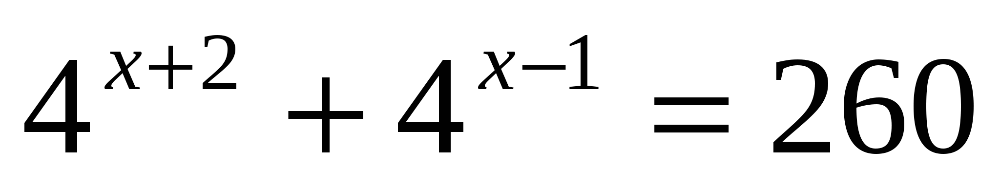 4^{x+2} + 4^{x−1} = 260